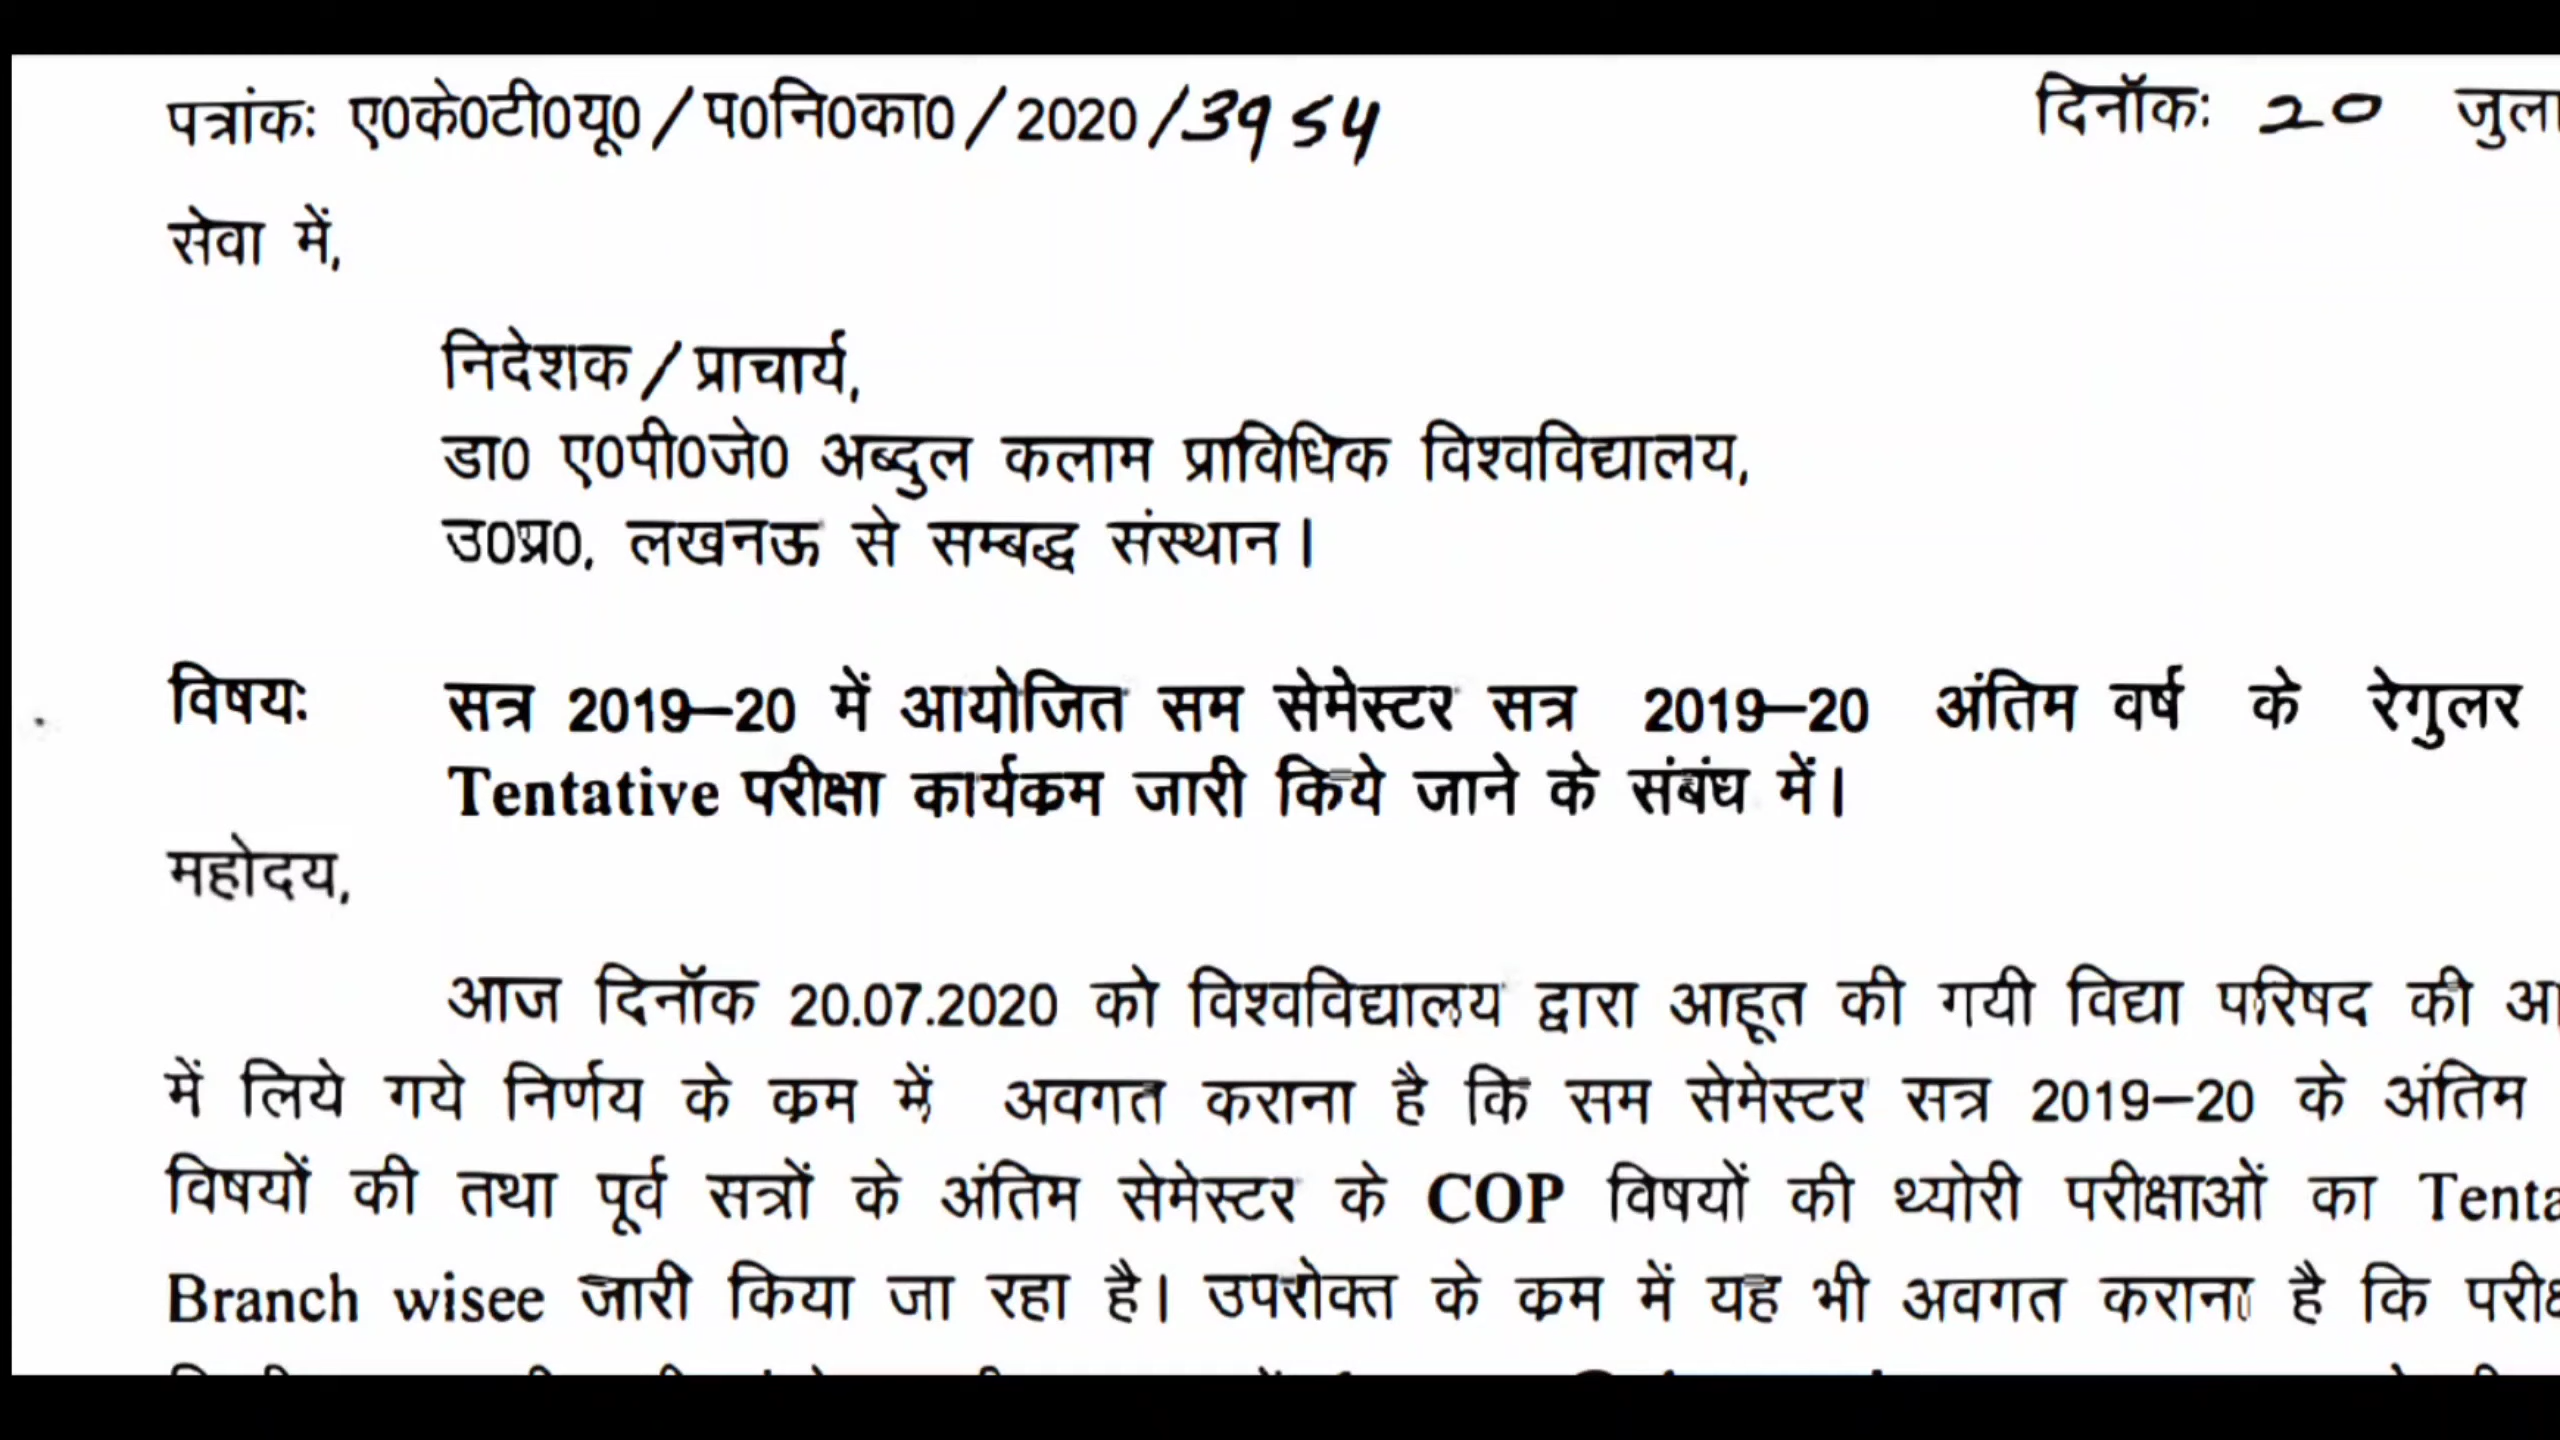 पत्रांकः ए0के0टी0यू0/प0नि0का0/2020/3954 दिनॉकः 20
सेवा में,
निदेशक/प्राचार्य,
डा0 ए0पी0जे0 अब्दुल कलाम प्राविधिक विश्वविद्यालय,
उ0प्र0, लखनऊ से सम्बद्ध संस्थान।
विषयः सत्र 2019–20 में आयोजित सम सेमेस्टर सत्र 2019–20 अंतिम वर्ष के रेगुलर
Tentative परीक्षा कार्यकम जारी किये जाने के संबंध में।
महोदय,
आज दिनॉक 20.07.2020 को विश्वविद्यालय द्वारा आहूत की गयी विद्या परिषद की
में लिये गये निर्णय के कम में अवगत कराना है कि सम सेमेस्टर सत्र 2019–20 के अंतिम
विषयों की तथा पूर्व सत्रों के अंतिम सेमेस्टर के COP विषयों की थ्योरी परीक्षाओं का
Branch wisee जारी किया जा रहा है। उपरोक्त के कम में यह भी अवगत कराना है कि